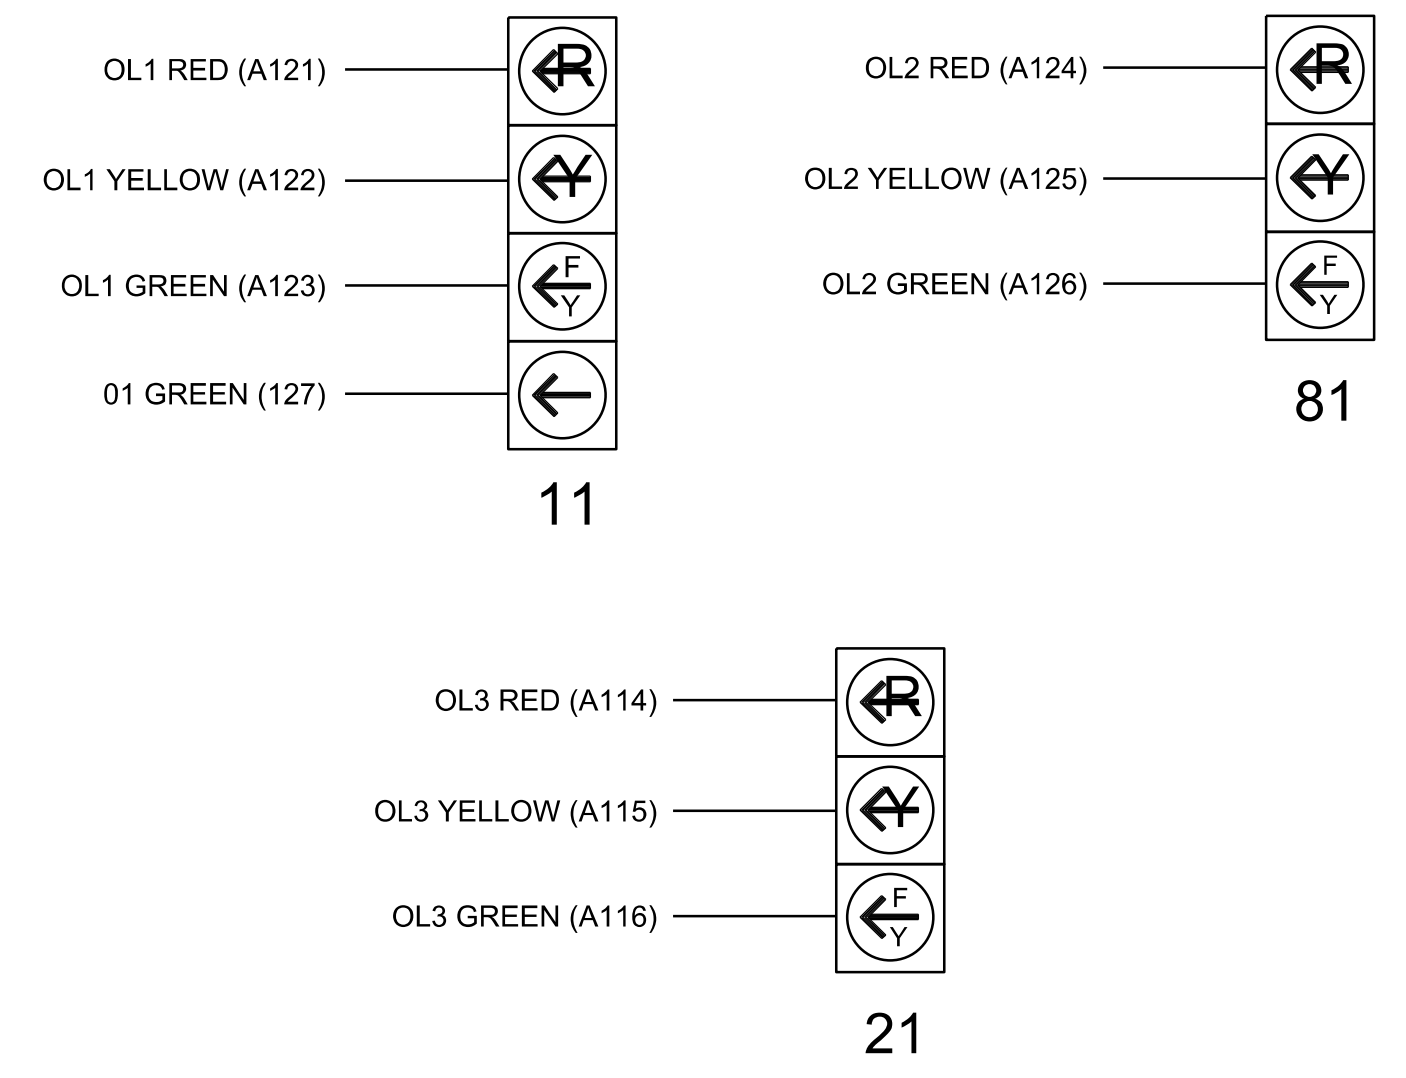 OL1 RED (A121)
R
OL1 YELLOW (A122)
Y
OL1 GREEN (A123)
F
Y
01 GREEN (127)
11
OL2 RED (A124)
R
OL2 YELLOW (A125)
Y
OL2 GREEN (A126)
F
Y
81
OL3 RED (A114)
R
OL3 YELLOW (A115)
Y
OL3 GREEN (A116)
F
Y
21